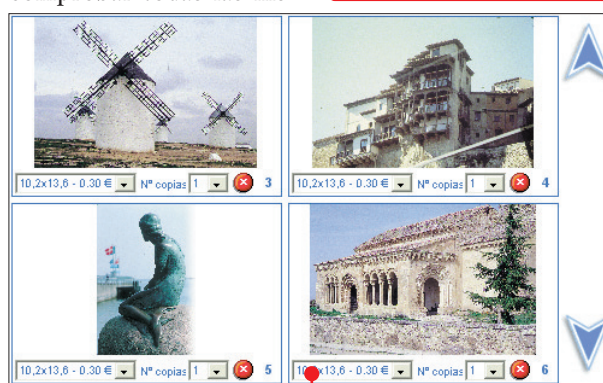 10,2x13,6 - 0.30 € Nº copias 1 3
10,2x13,6 - 0.30 € Nº copias 1 4
10,2x13,6 - 0.30 € Nº copias 1 5
x13,6 - 0.30 € Nº copias 1 6